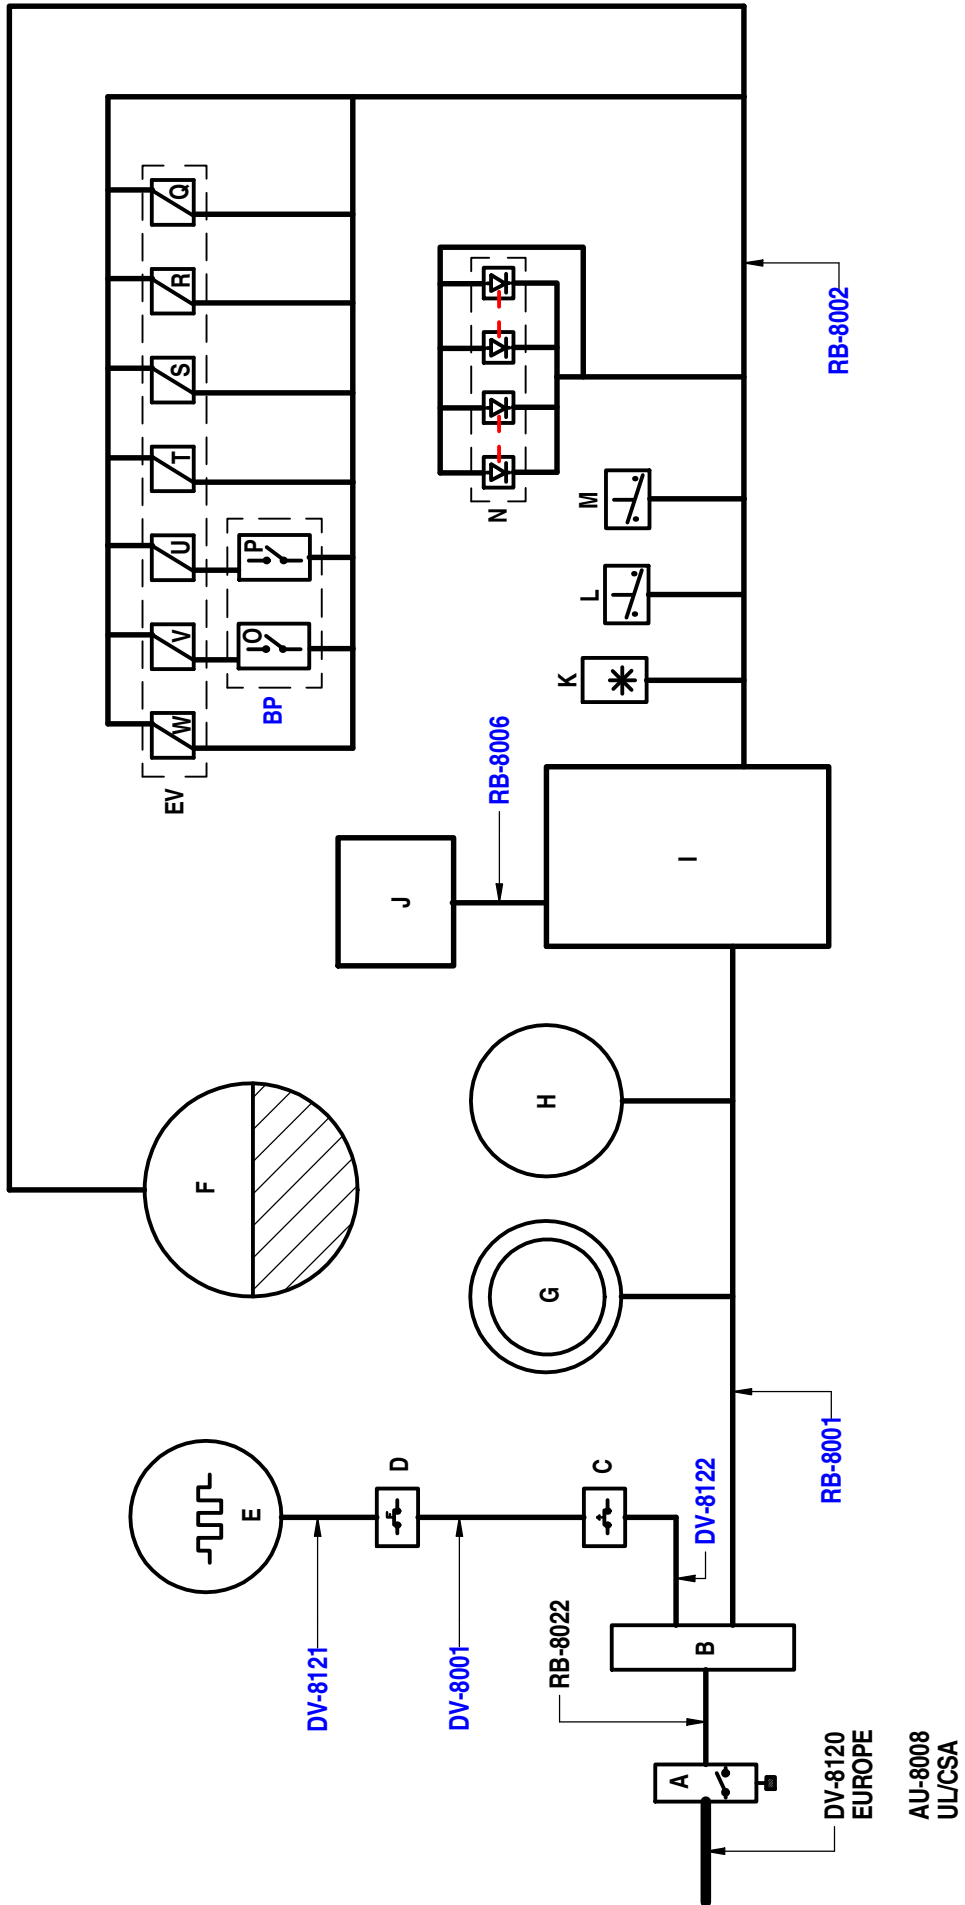 W
V
U
T
S
R
Q
EV
F
E
O
P
BP
DV-8121
D
J
DV-8001
RB-8006
N
G
H
RB-8022
K
L
M
C
A
B
I
DV-8122
RB-8001
RB-8002
DV-8120
EUROPE
AU-8008
UL/CSA